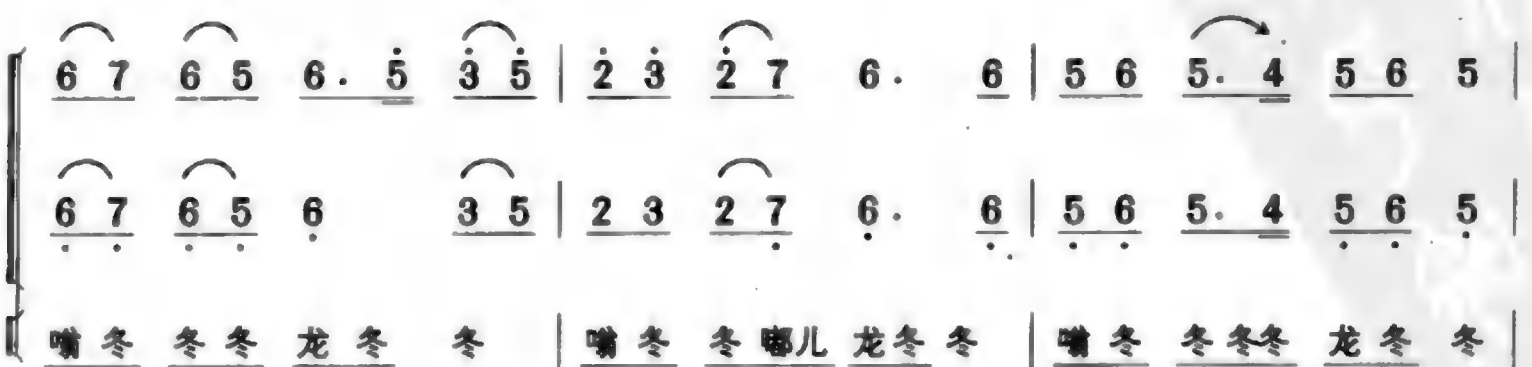 6 7 6 5 6. 5̇ 3̇ 5̇ | 2̇ 3̇ 2̇ 7 6. 6 | 5 6 5. 4 5 6 5 |
6̣ 7̣ 6̣ 5̣ 6̣ 3 5 | 2 3 2 7̣ 6̣. 6̣ | 5̣ 6̣ 5. 4 5̣ 6̣ 5̣ |
冬 冬 冬 龙 冬 冬 | 冬 冬 嘟儿 龙 冬 冬 | 冬 冬冬冬 龙 冬 冬 |